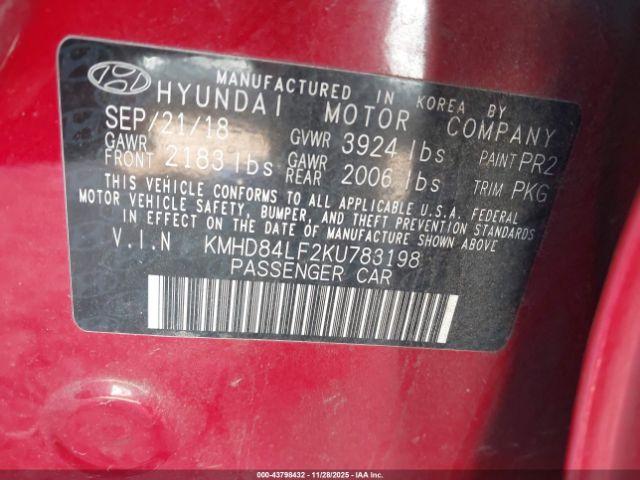 MANUFACTURED IN KOREA BY
HYUNDAI MOTOR COMPANY
SEP/21/18 GVWR 3924 lbs PAINT PR2
GAWR FRONT 2183 lbs GAWR REAR 2006 lbs TRIM PKG
THIS VEHICLE CONFORMS TO ALL APPLICABLE U.S.A. FEDERAL
MOTOR VEHICLE SAFETY, BUMPER, AND THEFT PREVENTION STANDARDS
IN EFFECT ON THE DATE OF MANUFACTURE SHOWN ABOVE
V.I.N KMHD84LF2KU783198
PASSENGER CAR
000-43798432 11/28/2025 IAA Inc.